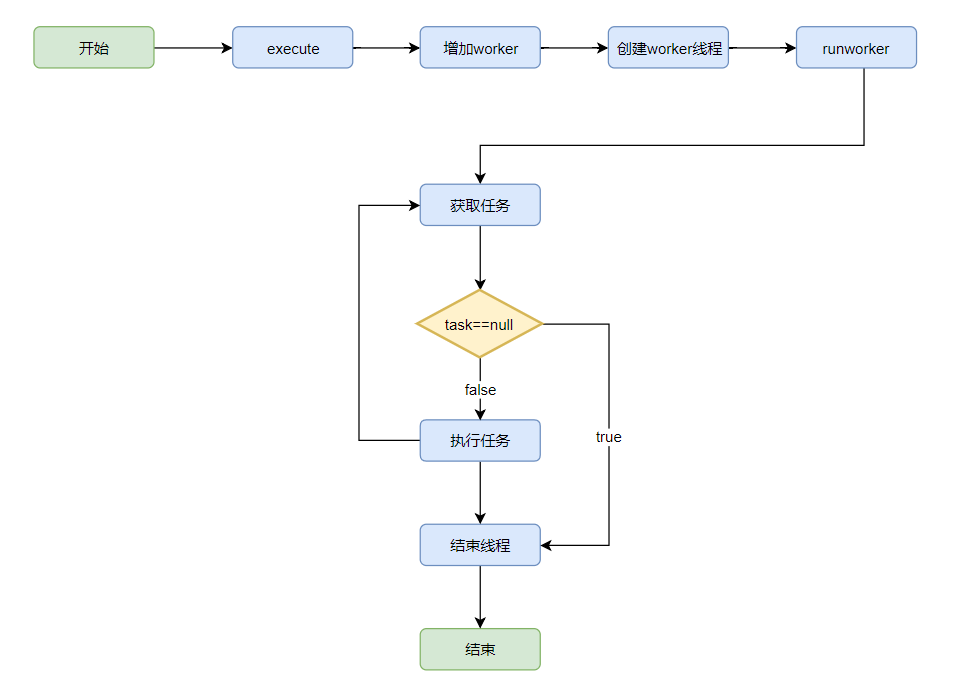 开始
execute
增加worker
创建worker线程
runworker
获取任务
task==null
false
执行任务
true
结束线程
结束